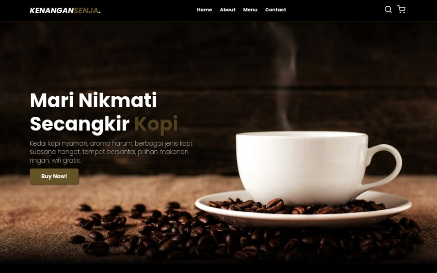 KENANGANSENJA.
Home About Menu Contact
Mari Nikmati
Secangkir Kopi
Kedai kopi nyaman, aroma harum, berbagai jenis kopi,
suasana hangat, tempat bersantai, pilihan makanan
ringan, wifi gratis.
Buy Now!